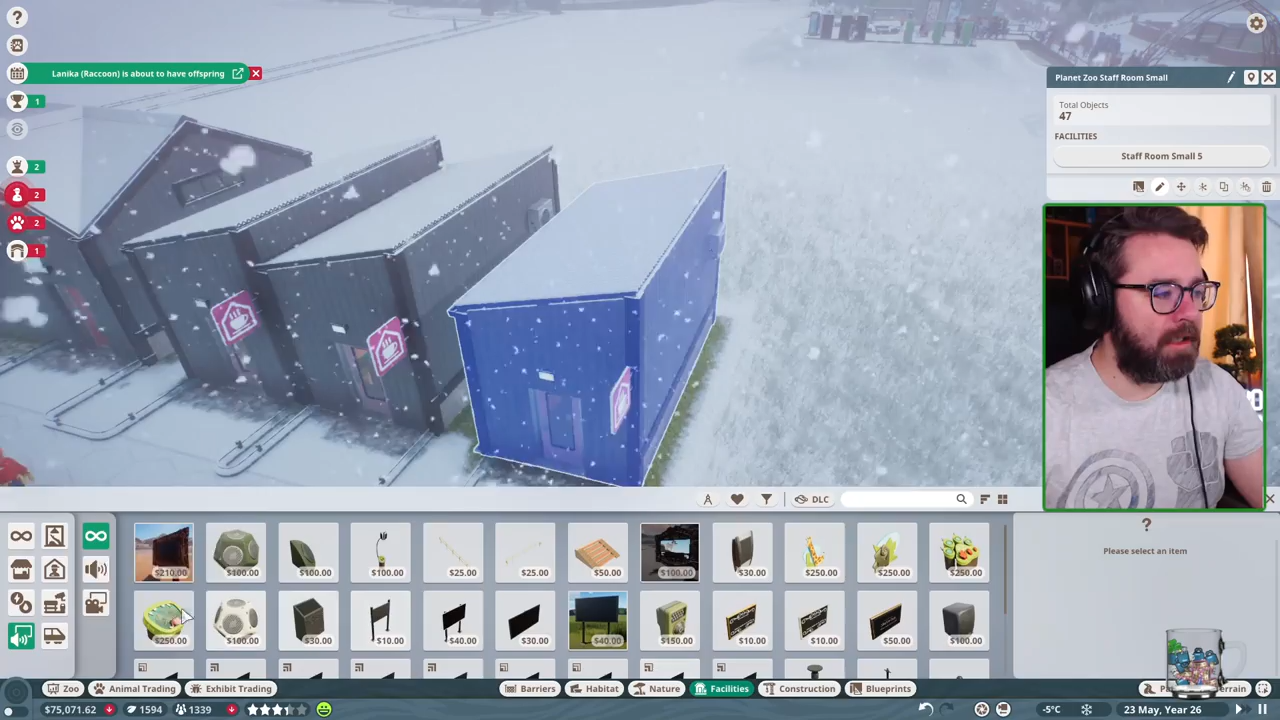 ?
Lanika (Raccoon) is about to have offspring
1
2
2
2
1
Planet Zoo Staff Room Small
Total Objects
47
FACILITIES
Staff Room Small 5
DLC
?
Please select an item
$210.00 $100.00 $100.00 $100.00 $25.00 $25.00 $50.00 $100.00 $30.00 $250.00 $250.00 $250.00
$250.00 $100.00 $30.00 $10.00 $40.00 $30.00 $40.00 $150.00 $10.00 $10.00 $50.00 $100.00
Zoo Animal Trading Exhibit Trading Barriers Habitat Nature Facilities Construction Blueprints
$75,071.62 1594 1339 -5°C 23 May, Year 26